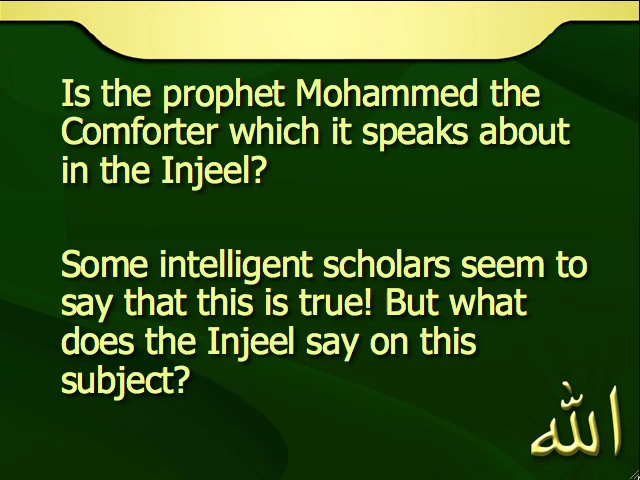 Is the prophet Mohammed the
Comforter which it speaks about
in the Injeel?
Some intelligent scholars seem to
say that this is true! But what
does the Injeel say on this
subject?
الله